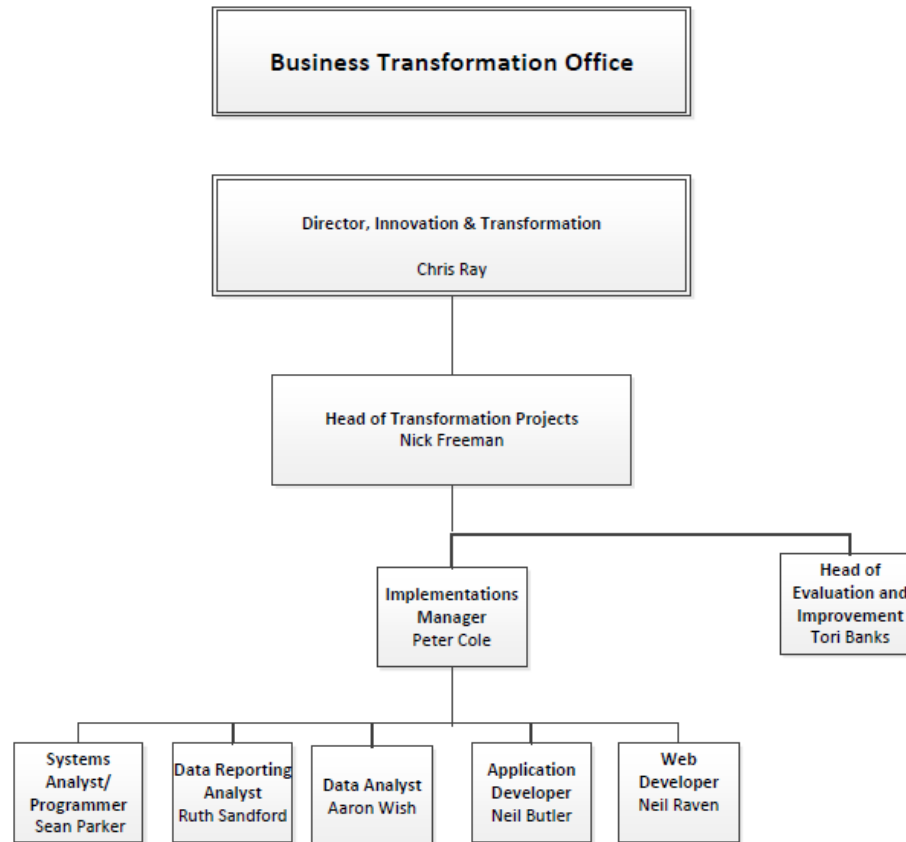 Business Transformation Office
Director, Innovation & Transformation
Chris Ray
Head of Transformation Projects
Nick Freeman
Implementations
Manager
Peter Cole
Head of
Evaluation and
Improvement
Tori Banks
Systems
Analyst/
Programmer
Sean Parker
Data Reporting
Analyst
Ruth Sandford
Data Analyst
Aaron Wish
Application
Developer
Neil Butler
Web
Developer
Neil Raven